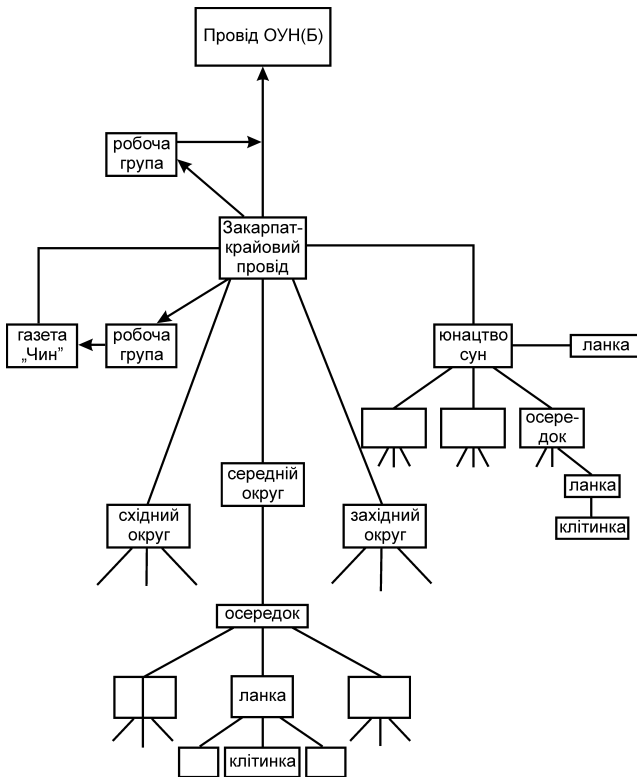 Провід ОУН(Б)
робоча
група
Закарпат-
крайовий
провід
газета
„Чин”
робоча
група
юнацтво
сун
ланка
осере-
док
ланка
клітинка
середній
округ
східний
округ
західний
округ
осередок
ланка
клітинка